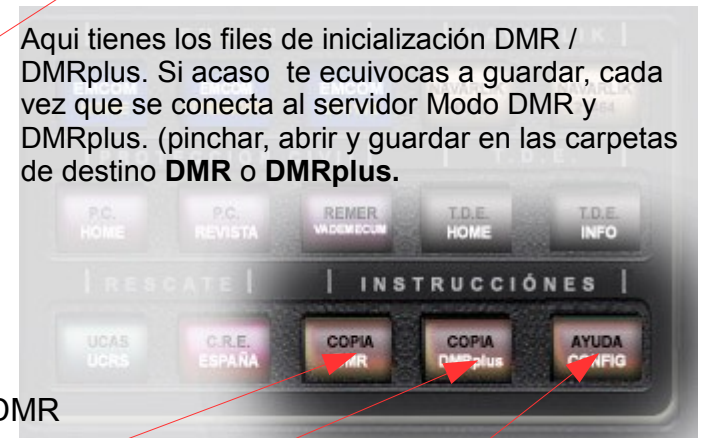 Aqui tienes los files de inicialización DMR /
DMRplus. Si acaso te ecuivocas a guardar, cada
vez que se conecta al servidor Modo DMR y
DMRplus. (pinchar, abrir y guardar en las carpetas
de destino DMR o DMRplus.
P.C. HOME
P.C. REVISTA
REMER VADEMECUM
T.D.E. HOME
T.D.E. INFO
| RESCATE | | INSTRUCCIÓNES |
UCAS UCRS
C.R.E. ESPAÑA
COPIA DMR
COPIA DMRplus
AYUDA CONFIG
DMR